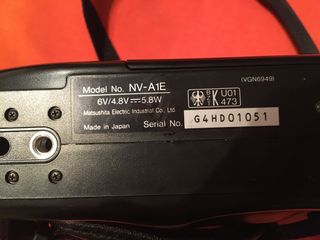 (VGN6949)
Model No. NV-A1E
6V/4.8V⎓5.8W
Matsushita Electric Industrial Co., Ltd.
Made in Japan Serial No.
G4HD01051
K U01
473